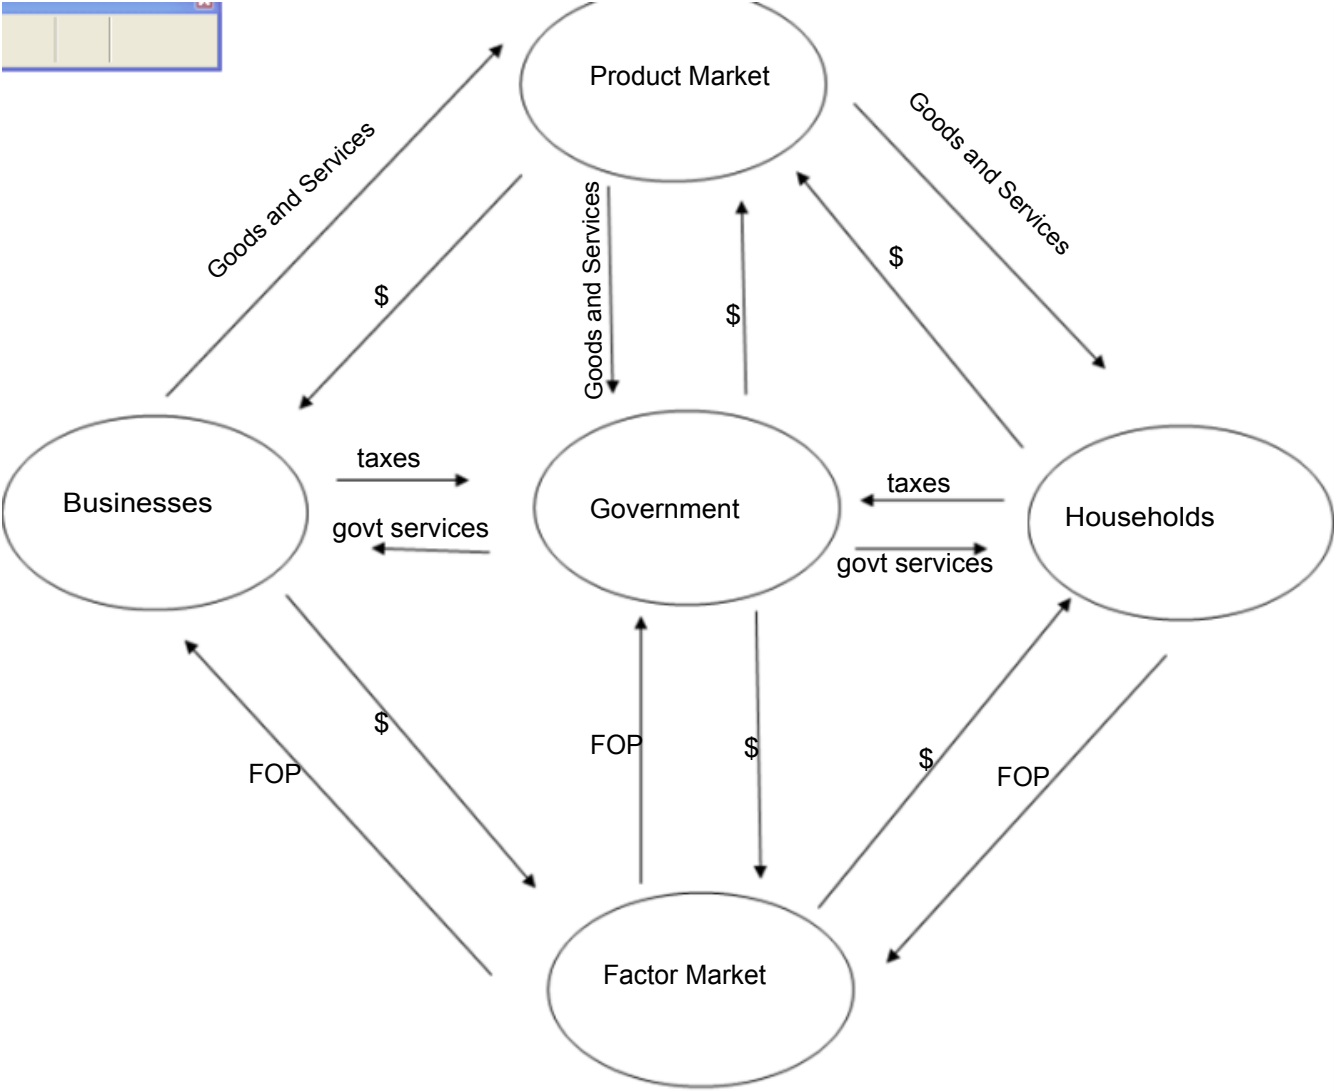 Product Market
Goods and Services
Goods and Services
Goods and Services
$
$
$
Businesses
taxes
govt services
Government
taxes
govt services
Households
$
FOP
FOP
$
$
FOP
Factor Market